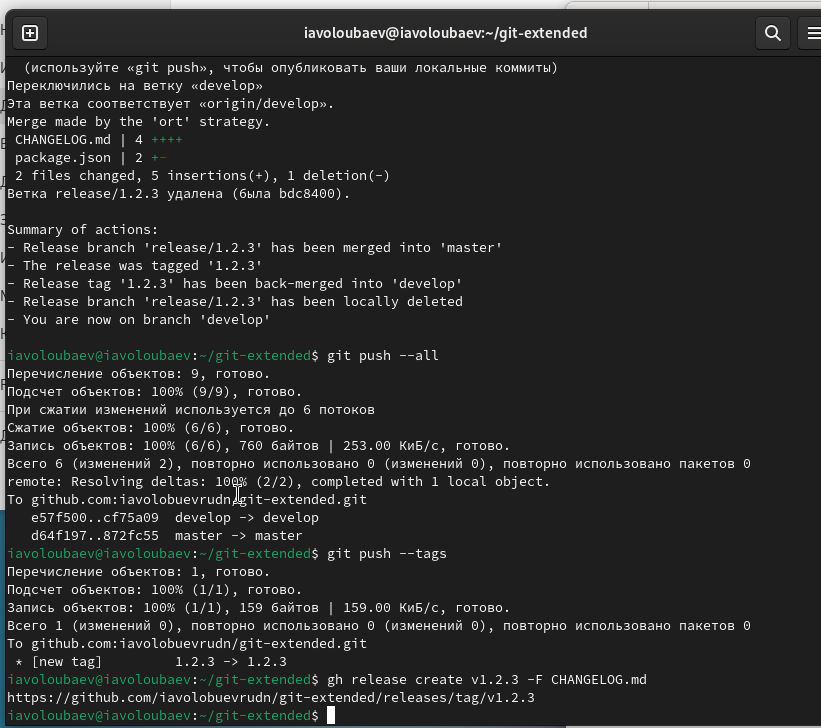 iavoloubaev@iavoloubaev:~/git-extended
(используйте «git push», чтобы опубликовать ваши локальные коммиты)
Переключились на ветку «develop»
Эта ветка соответствует «origin/develop».
Merge made by the 'ort' strategy.
CHANGELOG.md | 4 ++++
package.json | 2 +-
2 files changed, 5 insertions(+), 1 deletion(-)
Ветка release/1.2.3 удалена (была bdc8400).
Summary of actions:
- Release branch 'release/1.2.3' has been merged into 'master'
- The release was tagged '1.2.3'
- Release tag '1.2.3' has been back-merged into 'develop'
- Release branch 'release/1.2.3' has been locally deleted
- You are now on branch 'develop'
iavoloubaev@iavoloubaev:~/git-extended$ git push --all
Перечисление объектов: 9, готово.
Подсчет объектов: 100% (9/9), готово.
При сжатии изменений используется до 6 потоков
Сжатие объектов: 100% (6/6), готово.
Запись объектов: 100% (6/6), 760 байтов | 253.00 КиБ/с, готово.
Всего 6 (изменений 2), повторно использовано 0 (изменений 0), повторно использовано пакетов 0
remote: Resolving deltas: 100% (2/2), completed with 1 local object.
To github.com:iavolobuevrudn/git-extended.git
e57f500..cf75a09  develop -> develop
d64f197..872fc55  master -> master
iavoloubaev@iavoloubaev:~/git-extended$ git push --tags
Перечисление объектов: 1, готово.
Подсчет объектов: 100% (1/1), готово.
Запись объектов: 100% (1/1), 159 байтов | 159.00 КиБ/с, готово.
Всего 1 (изменений 0), повторно использовано 0 (изменений 0), повторно использовано пакетов 0
To github.com:iavolobuevrudn/git-extended.git
* [new tag]         1.2.3 -> 1.2.3
iavoloubaev@iavoloubaev:~/git-extended$ gh release create v1.2.3 -F CHANGELOG.md
https://github.com/iavolobuevrudn/git-extended/releases/tag/v1.2.3
iavoloubaev@iavoloubaev:~/git-extended$